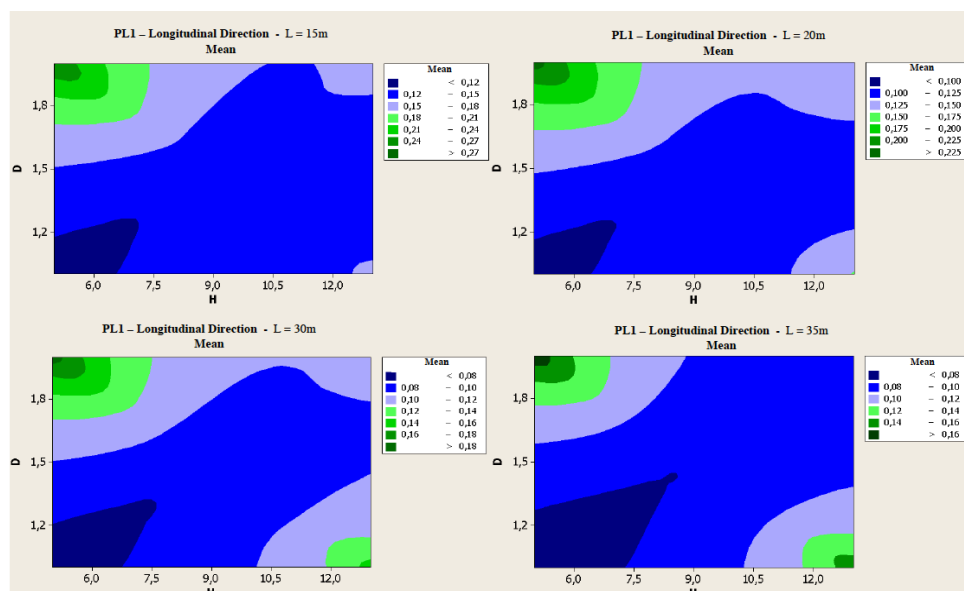 PL1 – Longitudinal Direction - L = 15m
Mean
D
1,8
1,5
1,2
6,0 7,5 9,0 10,5 12,0
H
Mean
< 0,12
0,12 – 0,15
0,15 – 0,18
0,18 – 0,21
0,21 – 0,24
0,24 – 0,27
> 0,27
PL1 – Longitudinal Direction - L = 20m
Mean
D
1,8
1,5
1,2
6,0 7,5 9,0 10,5 12,0
H
Mean
< 0,100
0,100 – 0,125
0,125 – 0,150
0,150 – 0,175
0,175 – 0,200
0,200 – 0,225
> 0,225
PL1 – Longitudinal Direction - L = 30m
Mean
D
1,8
1,5
1,2
6,0 7,5 9,0 10,5 12,0
H
Mean
< 0,08
0,08 – 0,10
0,10 – 0,12
0,12 – 0,14
0,14 – 0,16
0,16 – 0,18
> 0,18
PL1 – Longitudinal Direction - L = 35m
Mean
D
1,8
1,5
1,2
6,0 7,5 9,0 10,5 12,0
H
Mean
< 0,08
0,08 – 0,10
0,10 – 0,12
0,12 – 0,14
0,14 – 0,16
> 0,16